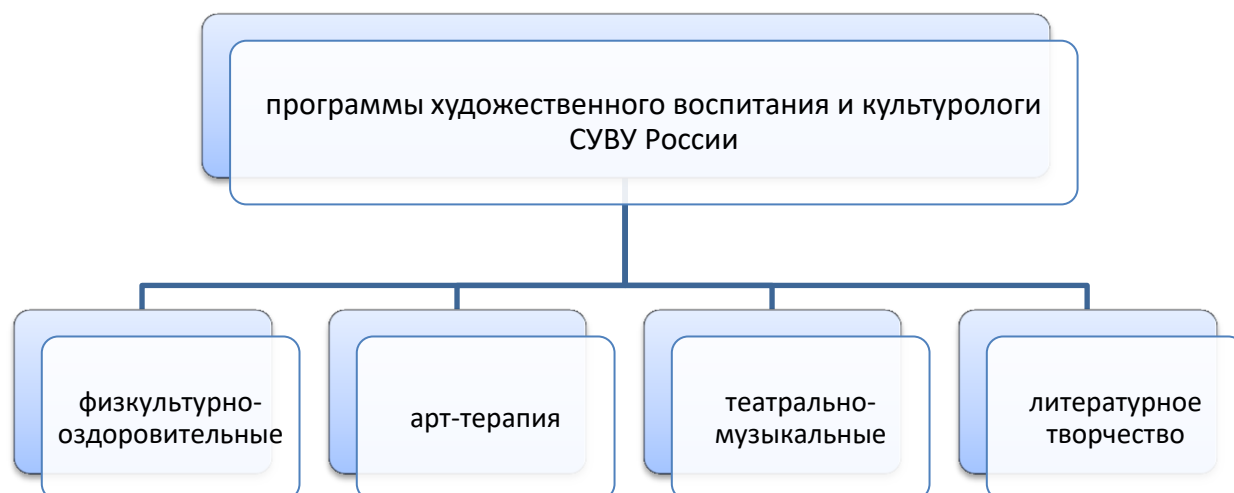 программы художественного воспитания и культурологи
СУВУ России
физкультурно-
оздоровительные
арт-терапия
театрально-
музыкальные
литературное
творчество